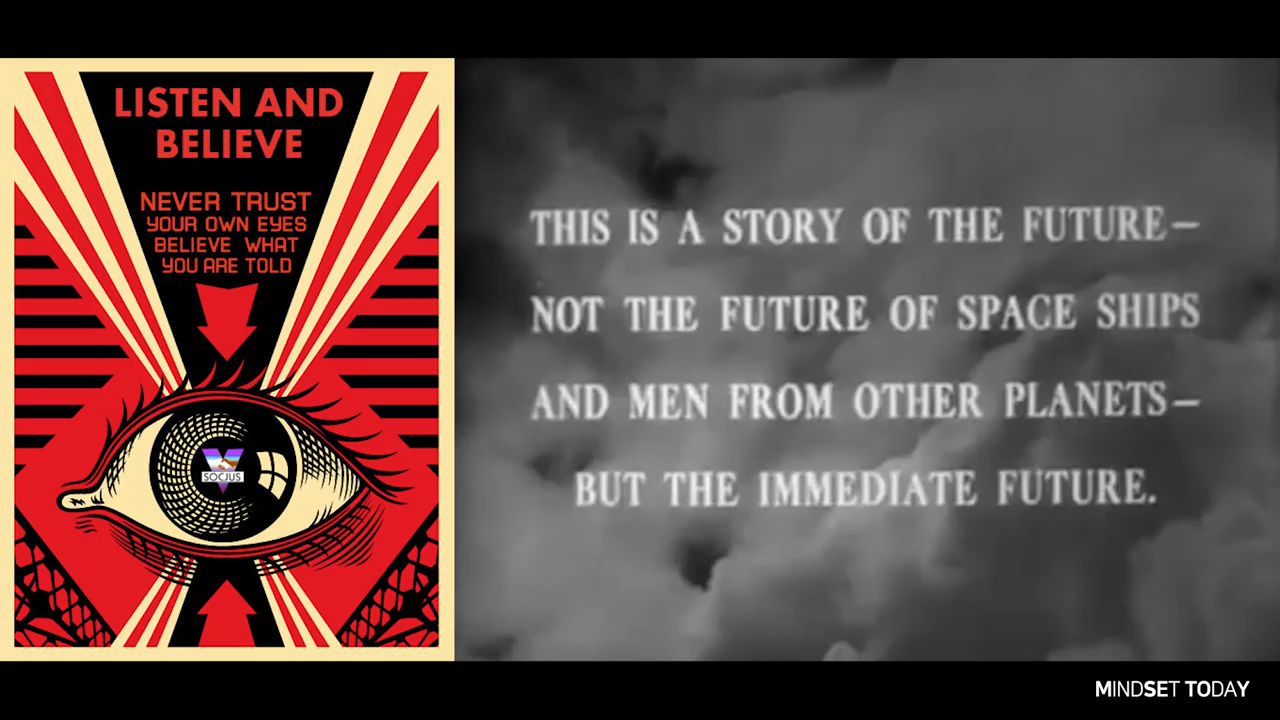 LISTEN AND
BELIEVE
NEVER TRUST
YOUR OWN EYES
BELIEVE WHAT
YOU ARE TOLD
SOCJUS
THIS IS A STORY OF THE FUTURE—
NOT THE FUTURE OF SPACE SHIPS
AND MEN FROM OTHER PLANETS—
BUT THE IMMEDIATE FUTURE.
MINDSET TODAY